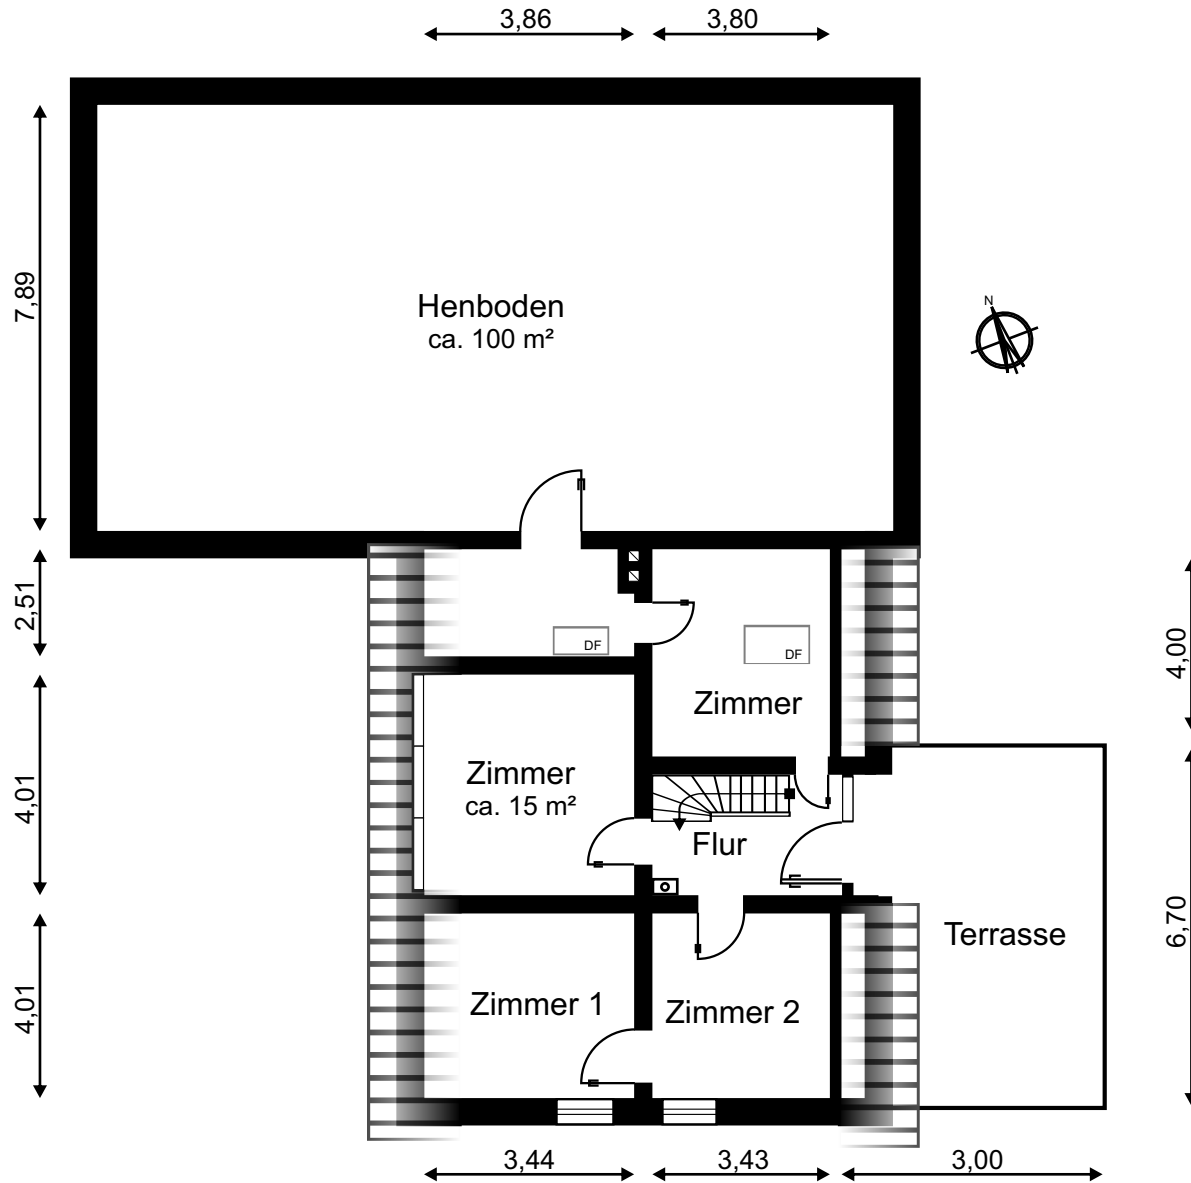 3,86
3,80
7,89
Henboden
ca. 100 m²
N
2,51
DF
DF
4,00
Zimmer
Zimmer
ca. 15 m²
4,01
Flur
Terrasse
6,70
4,01
Zimmer 1
Zimmer 2
3,44
3,43
3,00